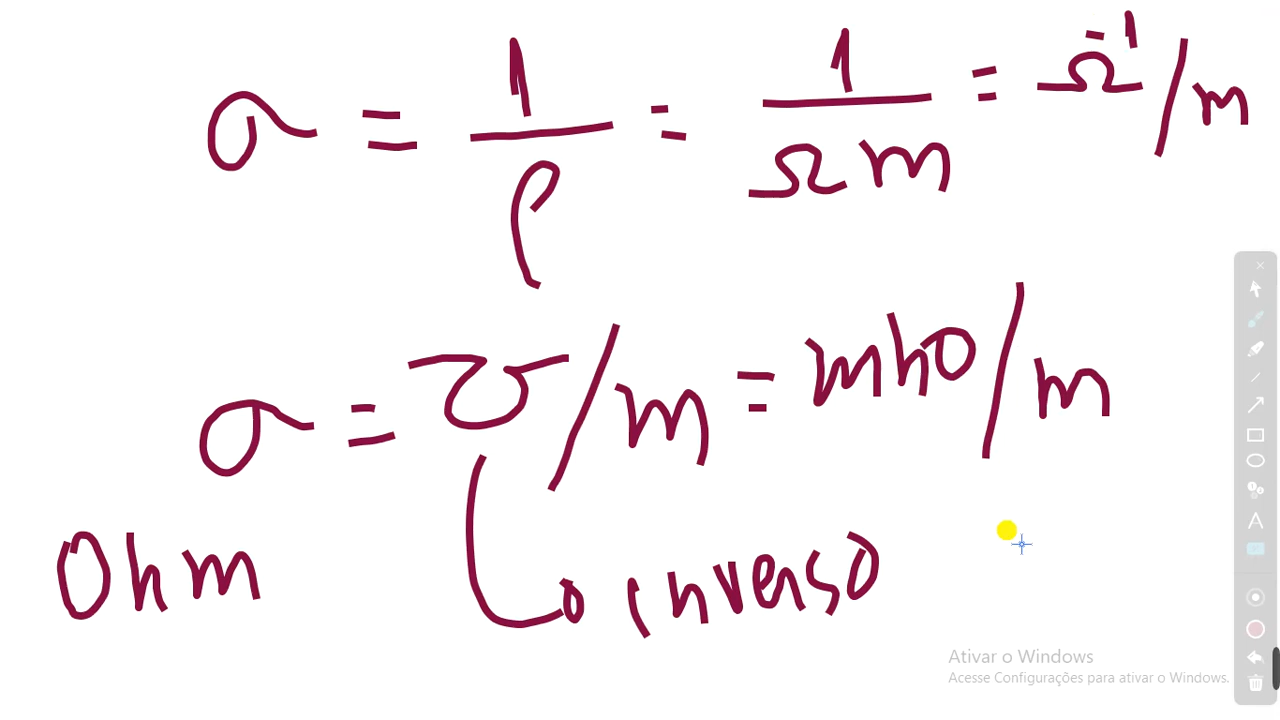 σ = 1/ρ = 1/Ωm = Ω⁻¹/m
σ = ℧/m = mho/m
Ohm inverso
Ativar o Windows
Acesse Configurações para ativar o Windows.